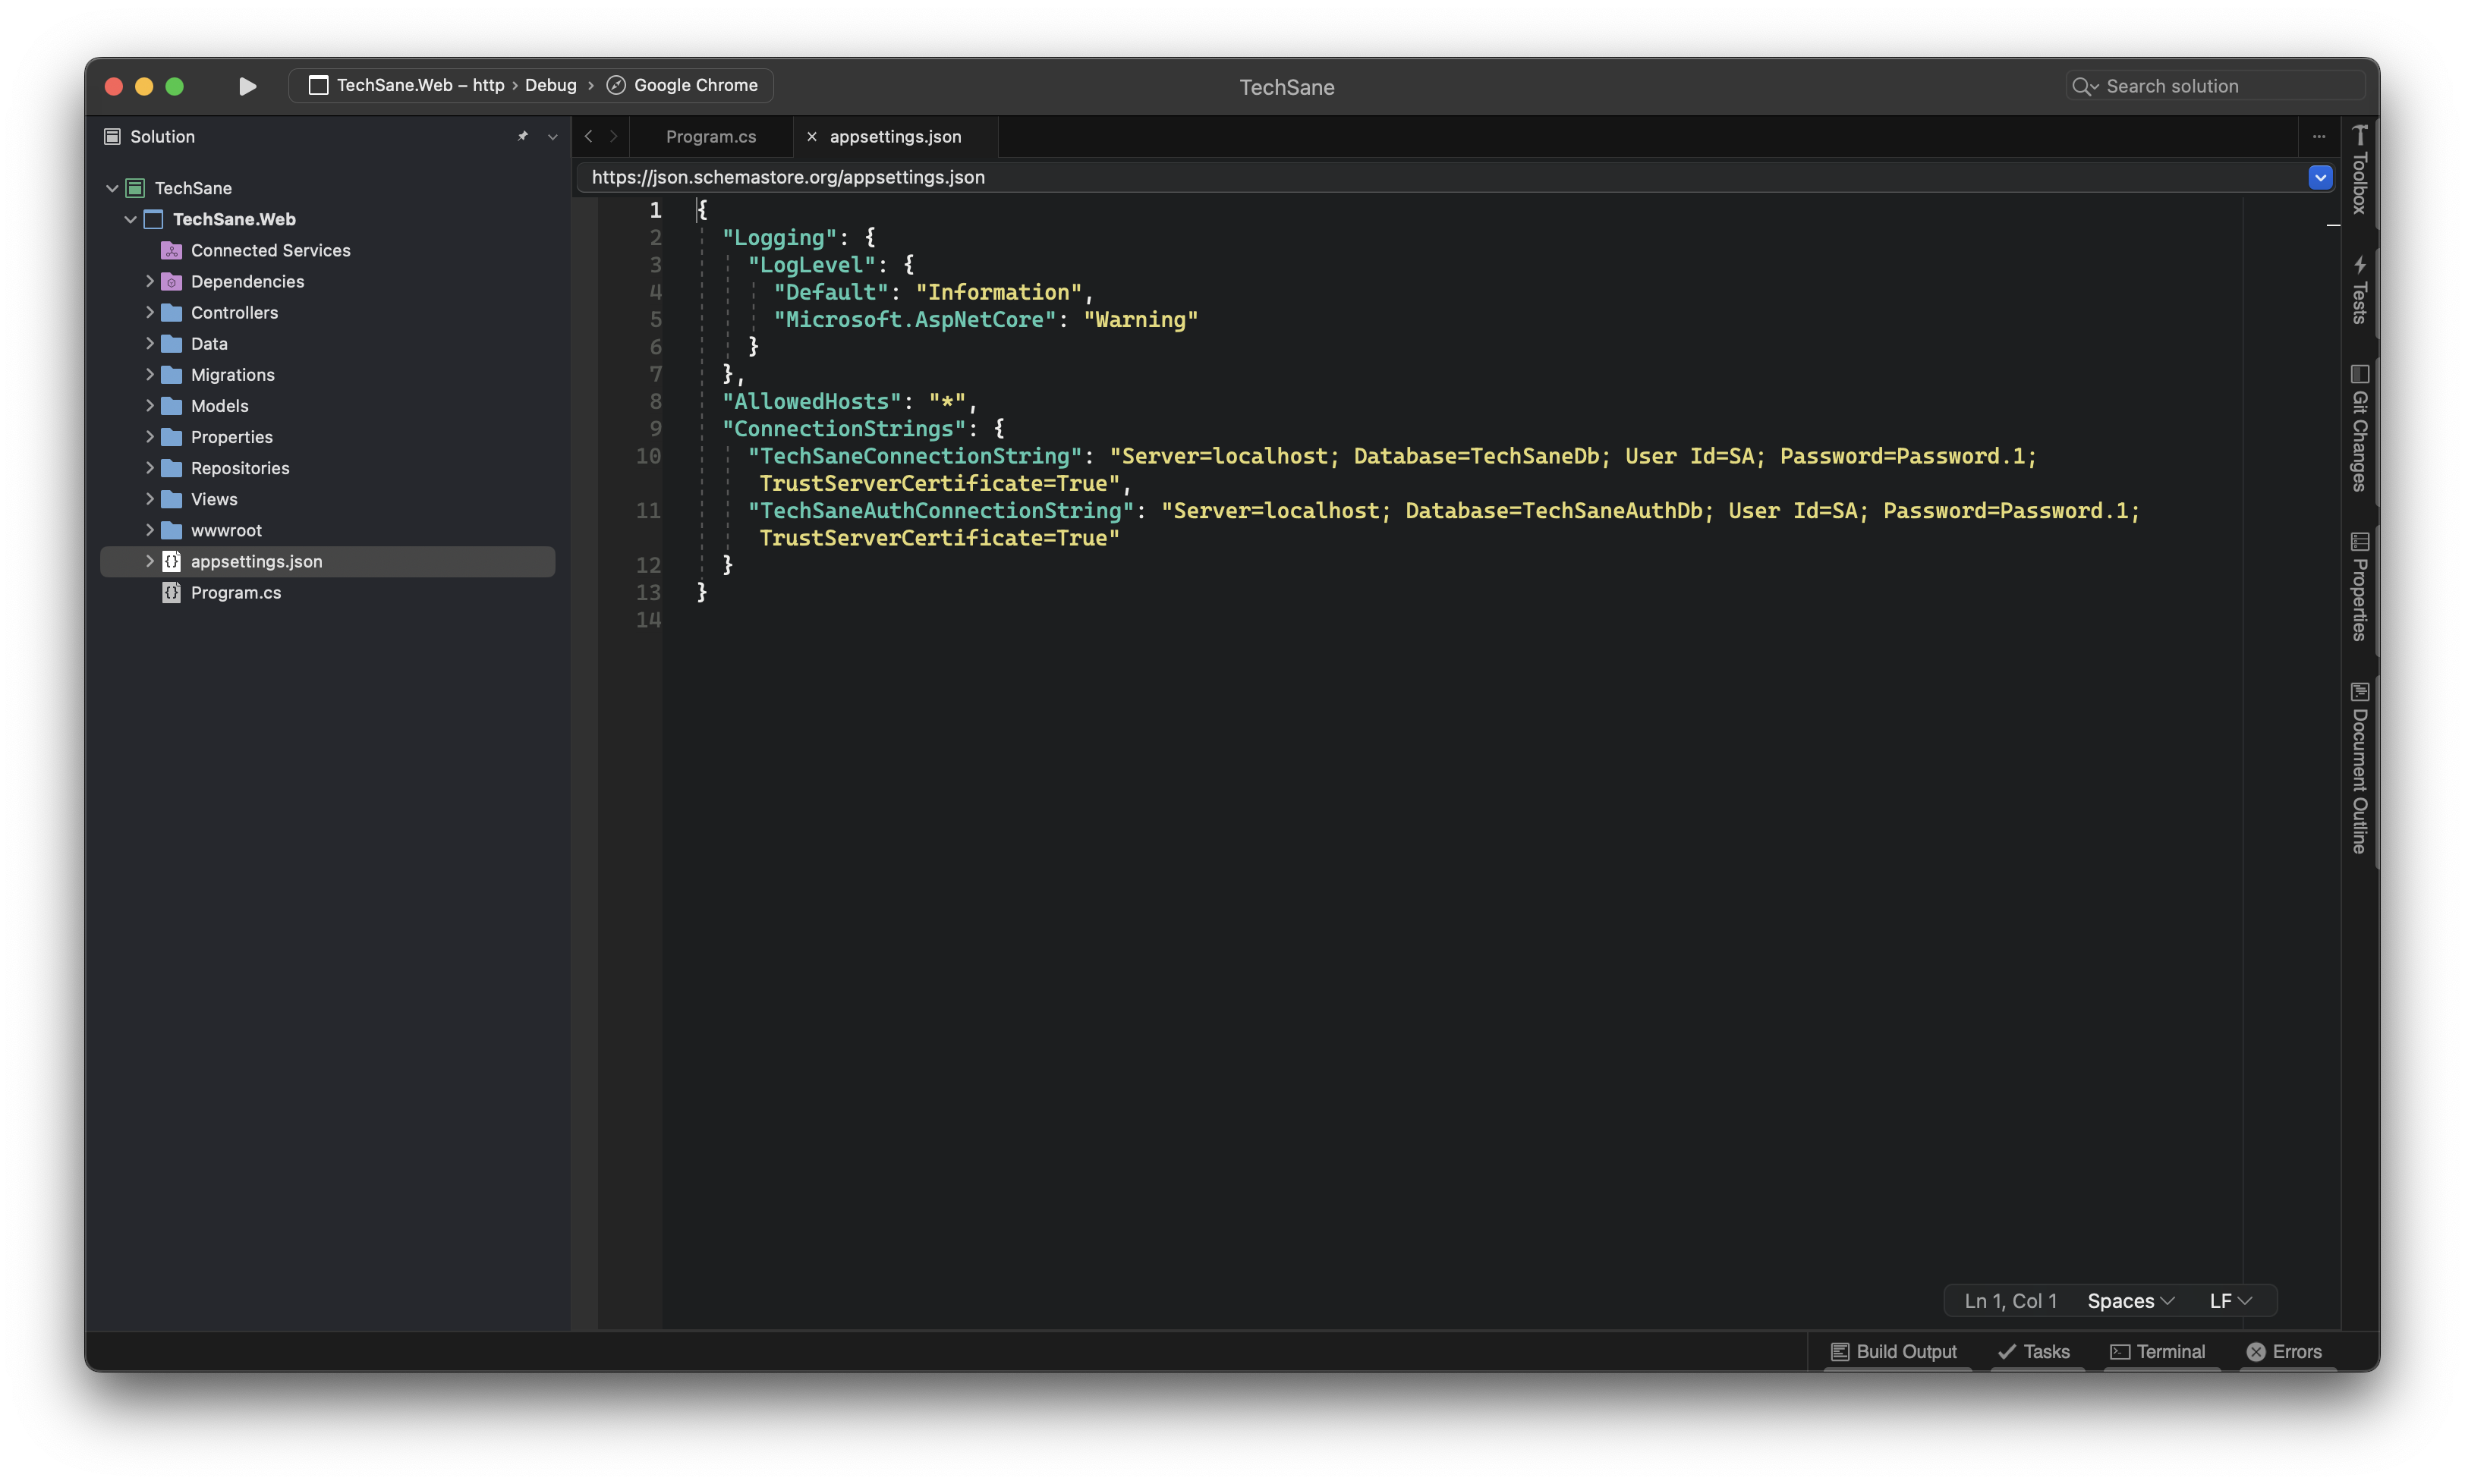 TechSane.Web – http › Debug › Google Chrome
TechSane
Search solution
Solution
TechSane
TechSane.Web
Connected Services
Dependencies
Controllers
Data
Migrations
Models
Properties
Repositories
Views
wwwroot
appsettings.json
Program.cs
Program.cs
appsettings.json
https://json.schemastore.org/appsettings.json
1 {
2 "Logging": {
3 "LogLevel": {
4 "Default": "Information",
5 "Microsoft.AspNetCore": "Warning"
6 }
7 },
8 "AllowedHosts": "*",
9 "ConnectionStrings": {
10 "TechSaneConnectionString": "Server=localhost; Database=TechSaneDb; User Id=SA; Password=Password.1;
TrustServerCertificate=True",
11 "TechSaneAuthConnectionString": "Server=localhost; Database=TechSaneAuthDb; User Id=SA; Password=Password.1;
TrustServerCertificate=True"
12 }
13 }
14
Toolbox
Tests
Git Changes
Properties
Document Outline
Ln 1, Col 1 Spaces LF
Build Output Tasks Terminal Errors